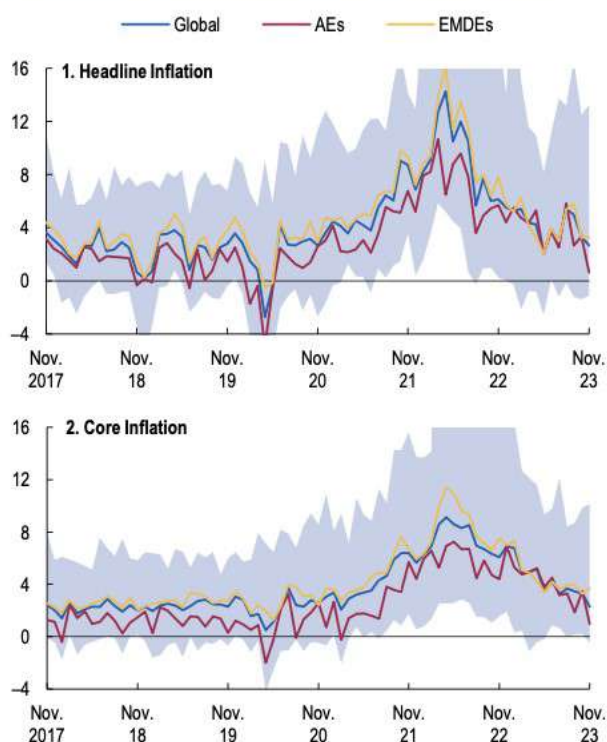 Global AEs EMDEs
1. Headline Inflation
16
12
8
4
0
–4
Nov. Nov. Nov. Nov. Nov. Nov. Nov.
2017 18 19 20 21 22 23
2. Core Inflation
16
12
8
4
0
–4
Nov. Nov. Nov. Nov. Nov. Nov. Nov.
2017 18 19 20 21 22 23